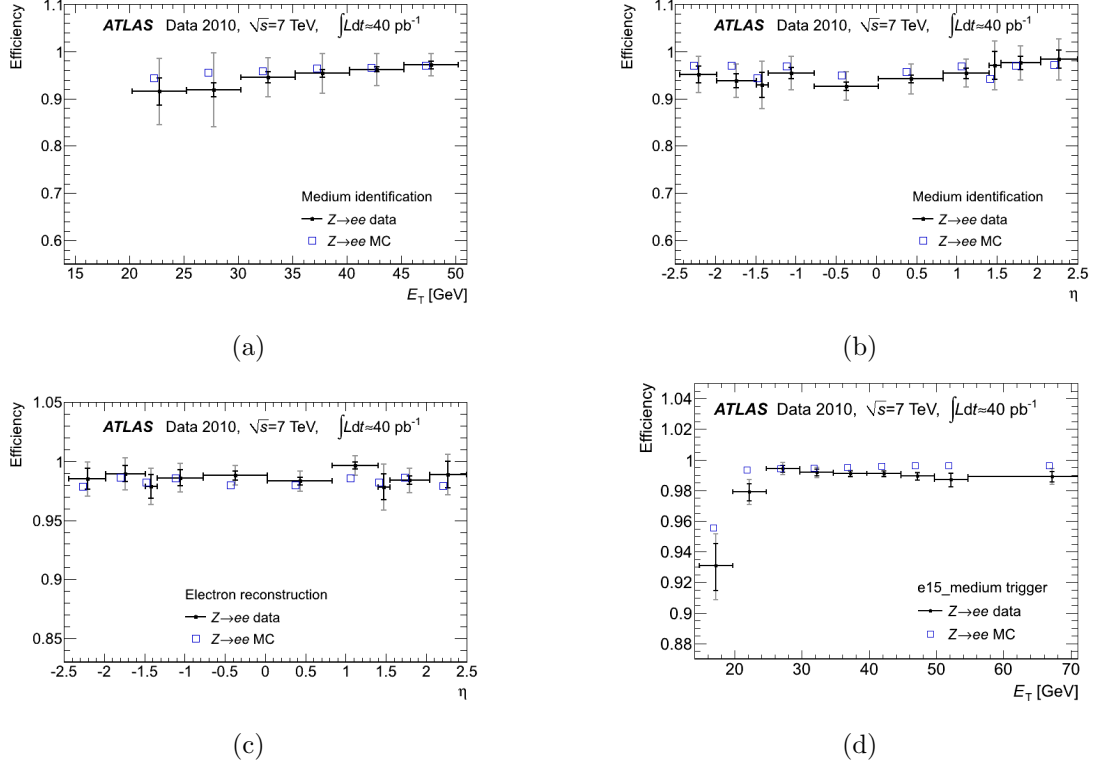 Efficiency
1.1
1
0.9
0.8
0.7
0.6
ATLAS Data 2010, √s=7 TeV, ∫Ldt≈40 pb-1
Medium identification
Z→ee data
Z→ee MC
15 20 25 30 35 40 45 50
ET [GeV]
(a)
Efficiency
1.1
1
0.9
0.8
0.7
0.6
ATLAS Data 2010, √s=7 TeV, ∫Ldt≈40 pb-1
Medium identification
Z→ee data
Z→ee MC
-2.5 -2 -1.5 -1 -0.5 0 0.5 1 1.5 2 2.5
η
(b)
Efficiency
1.05
1
0.95
0.9
0.85
ATLAS Data 2010, √s=7 TeV, ∫Ldt≈40 pb-1
Electron reconstruction
Z→ee data
Z→ee MC
-2.5 -2 -1.5 -1 -0.5 0 0.5 1 1.5 2 2.5
η
(c)
Efficiency
1.04
1.02
1
0.98
0.96
0.94
0.92
0.9
0.88
ATLAS Data 2010, √s=7 TeV, ∫Ldt≈40 pb-1
e15_medium trigger
Z→ee data
Z→ee MC
20 30 40 50 60 70
ET [GeV]
(d)